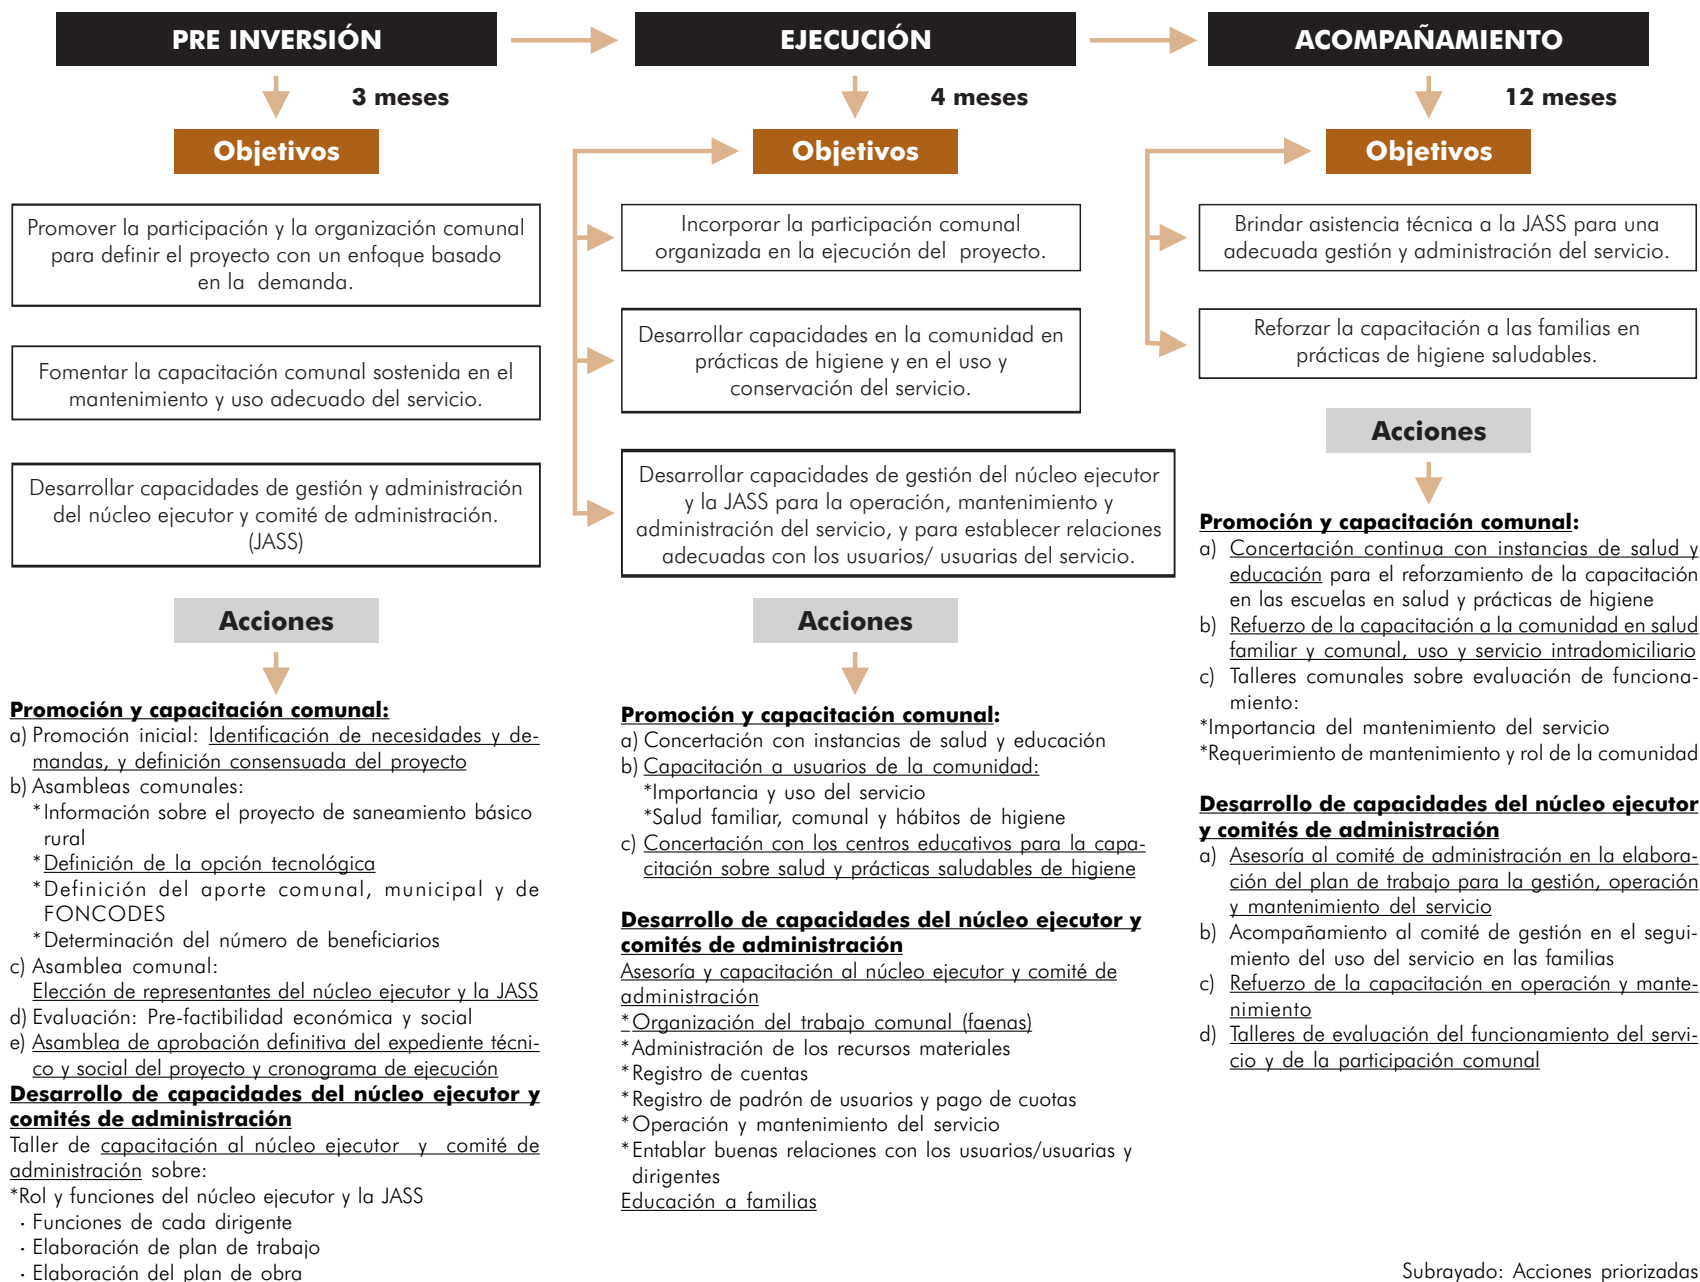 PRE INVERSIÓN
3 meses
Objetivos
Promover la participación y la organización comunal
para definir el proyecto con un enfoque basado
en la demanda.
Fomentar la capacitación comunal sostenida en el
mantenimiento y uso adecuado del servicio.
Desarrollar capacidades de gestión y administración
del núcleo ejecutor y comité de administración.
(JASS)
Acciones
Promoción y capacitación comunal:
a) Promoción inicial: Identificación de necesidades y de-
mandas, y definición consensuada del proyecto
b) Asambleas comunales:
*Información sobre el proyecto de saneamiento básico
rural
*Definición de la opción tecnológica
*Definición del aporte comunal, municipal y de
FONCODES
*Determinación del número de beneficiarios
c) Asamblea comunal:
Elección de representantes del núcleo ejecutor y la JASS
d) Evaluación: Pre-factibilidad económica y social
e) Asamblea de aprobación definitiva del expediente técni-
co y social del proyecto y cronograma de ejecución
Desarrollo de capacidades del núcleo ejecutor y
comités de administración
Taller de capacitación al núcleo ejecutor y comité de
administración sobre:
*Rol y funciones del núcleo ejecutor y la JASS
· Funciones de cada dirigente
· Elaboración de plan de trabajo
· Elaboración del plan de obra
EJECUCIÓN
4 meses
Objetivos
Incorporar la participación comunal
organizada en la ejecución del proyecto.
Desarrollar capacidades en la comunidad en
prácticas de higiene y en el uso y
conservación del servicio.
Desarrollar capacidades de gestión del núcleo ejecutor
y la JASS para la operación, mantenimiento y
administración del servicio, y para establecer relaciones
adecuadas con los usuarios/ usuarias del servicio.
Acciones
Promoción y capacitación comunal:
a) Concertación con instancias de salud y educación
b) Capacitación a usuarios de la comunidad:
*Importancia y uso del servicio
*Salud familiar, comunal y hábitos de higiene
c) Concertación con los centros educativos para la capa-
citación sobre salud y prácticas saludables de higiene
Desarrollo de capacidades del núcleo ejecutor y
comités de administración
Asesoría y capacitación al núcleo ejecutor y comité de
administración
*Organización del trabajo comunal (faenas)
*Administración de los recursos materiales
*Registro de cuentas
*Registro de padrón de usuarios y pago de cuotas
*Operación y mantenimiento del servicio
*Entablar buenas relaciones con los usuarios/usuarias y
dirigentes
Educación a familias
ACOMPAÑAMIENTO
12 meses
Objetivos
Brindar asistencia técnica a la JASS para una
adecuada gestión y administración del servicio.
Reforzar la capacitación a las familias en
prácticas de higiene saludables.
Acciones
Promoción y capacitación comunal:
a) Concertación continua con instancias de salud y
educación para el reforzamiento de la capacitación
en las escuelas en salud y prácticas de higiene
b) Refuerzo de la capacitación a la comunidad en salud
familiar y comunal, uso y servicio intradomiciliario
c) Talleres comunales sobre evaluación de funciona-
miento:
*Importancia del mantenimiento del servicio
*Requerimiento de mantenimiento y rol de la comunidad
Desarrollo de capacidades del núcleo ejecutor
y comités de administración
a) Asesoría al comité de administración en la elabora-
ción del plan de trabajo para la gestión, operación
y mantenimiento del servicio
b) Acompañamiento al comité de gestión en el segui-
miento del uso del servicio en las familias
c) Refuerzo de la capacitación en operación y mante-
nimiento
d) Talleres de evaluación del funcionamiento del servi-
cio y de la participación comunal
Subrayado: Acciones priorizadas